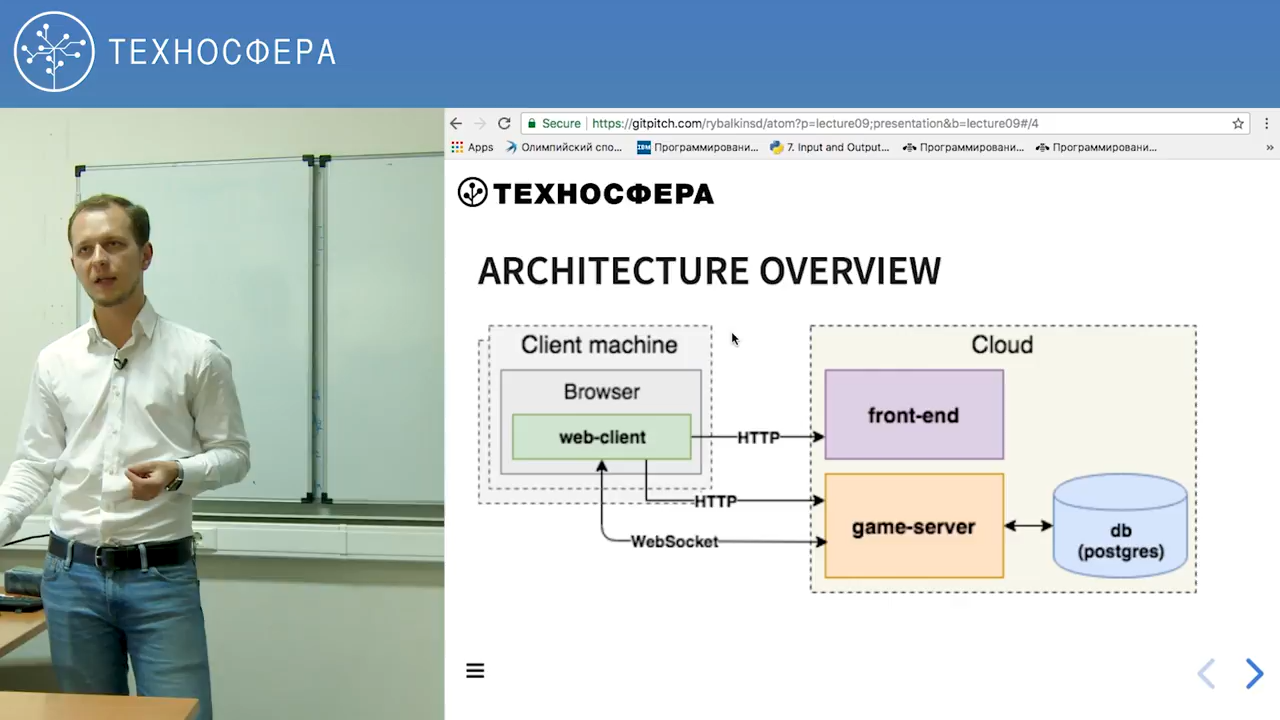 ТЕХНОСФЕРА
Secure
https://gitpitch.com/rybalkinsd/atom?p=lecture09;presentation&b=lecture09#/4
Apps
Олимпийский спо...
IBM
Программировани...
7. Input and Output...
Программировани...
Программировани...
»
ТЕХНОСФЕРА
ARCHITECTURE OVERVIEW
Client machine
Cloud
Browser
front-end
web-client
HTTP
HTTP
game-server
WebSocket
db
(postgres)